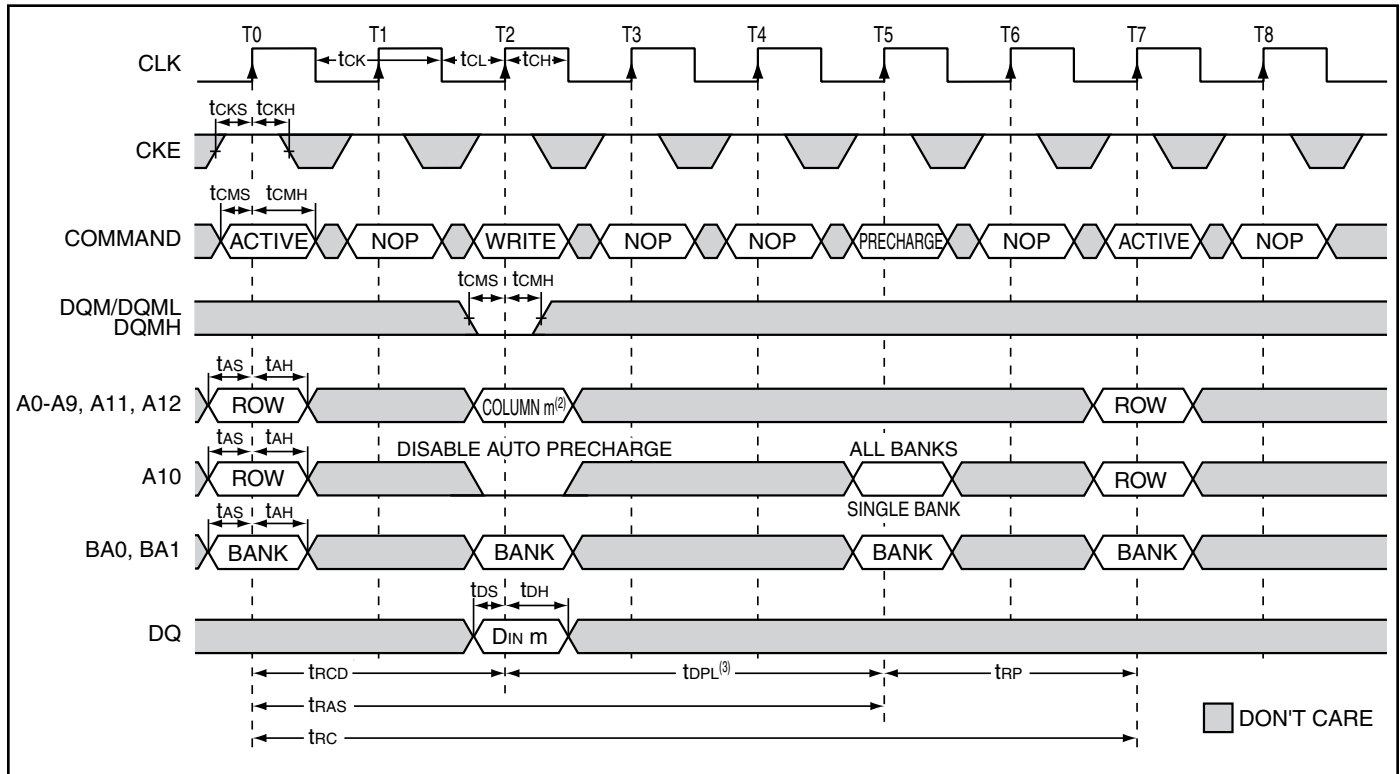 T0 T1 T2 T3 T4 T5 T6 T7 T8
CLK tCK tCL tCH
tCKS tCKH
CKE
tCMS tCMH
COMMAND ACTIVE NOP WRITE NOP NOP PRECHARGE NOP ACTIVE NOP
tCMS tCMH
DQM/DQML
DQMH
tAS tAH
A0-A9, A11, A12 ROW COLUMN m(2) ROW
tAS tAH DISABLE AUTO PRECHARGE ALL BANKS
A10 ROW ROW
tAS tAH SINGLE BANK
BA0, BA1 BANK BANK BANK BANK
tDS tDH
DQ DIN m
tRCD tDPL(3) tRP
tRAS
DON'T CARE
tRC